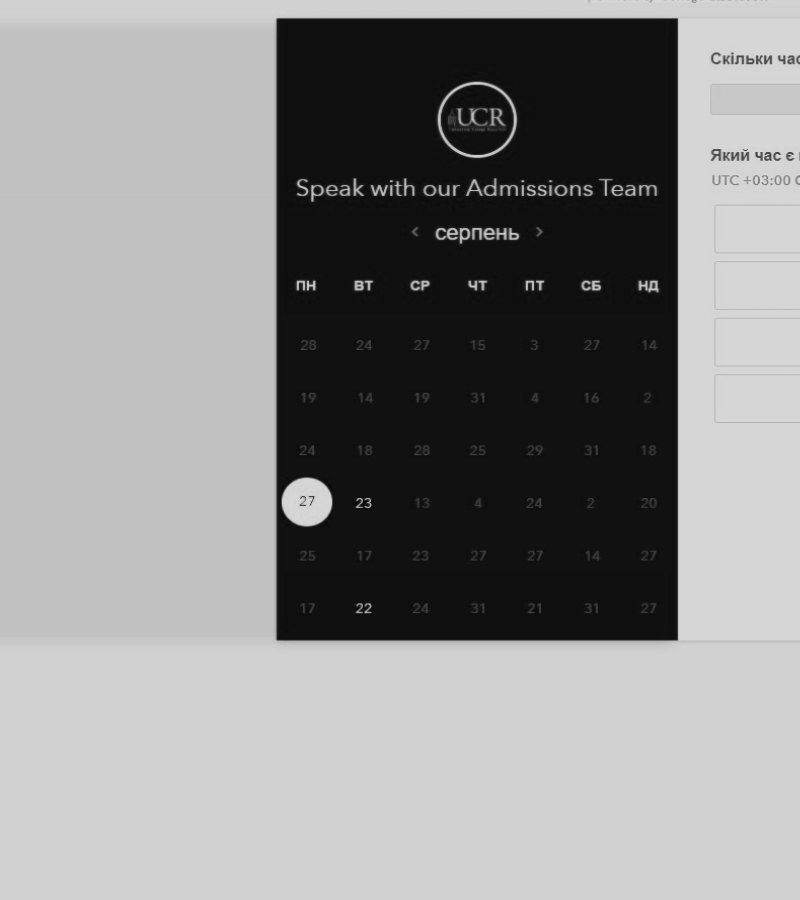 UCR
Speak with our Admissions Team
< серпень >
ПН ВТ СР ЧТ ПТ СБ НД
28 24 27 15 3 27 14
19 14 19 31 4 16 2
24 18 28 25 29 31 18
27 23 13 4 24 2 20
25 17 23 27 27 14 27
17 22 24 31 21 31 27
Скільки час
Який час є
UTC +03:00